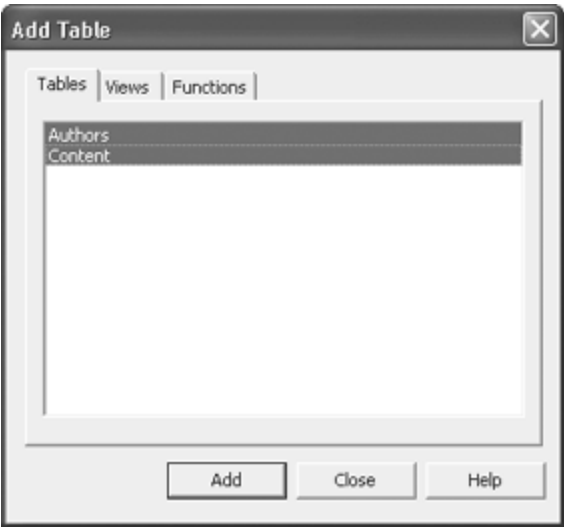 Add Table
Tables Views Functions
Authors
Content
Add Close Help